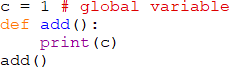 c = 1 # global variable
def add():
    print(c)
add()